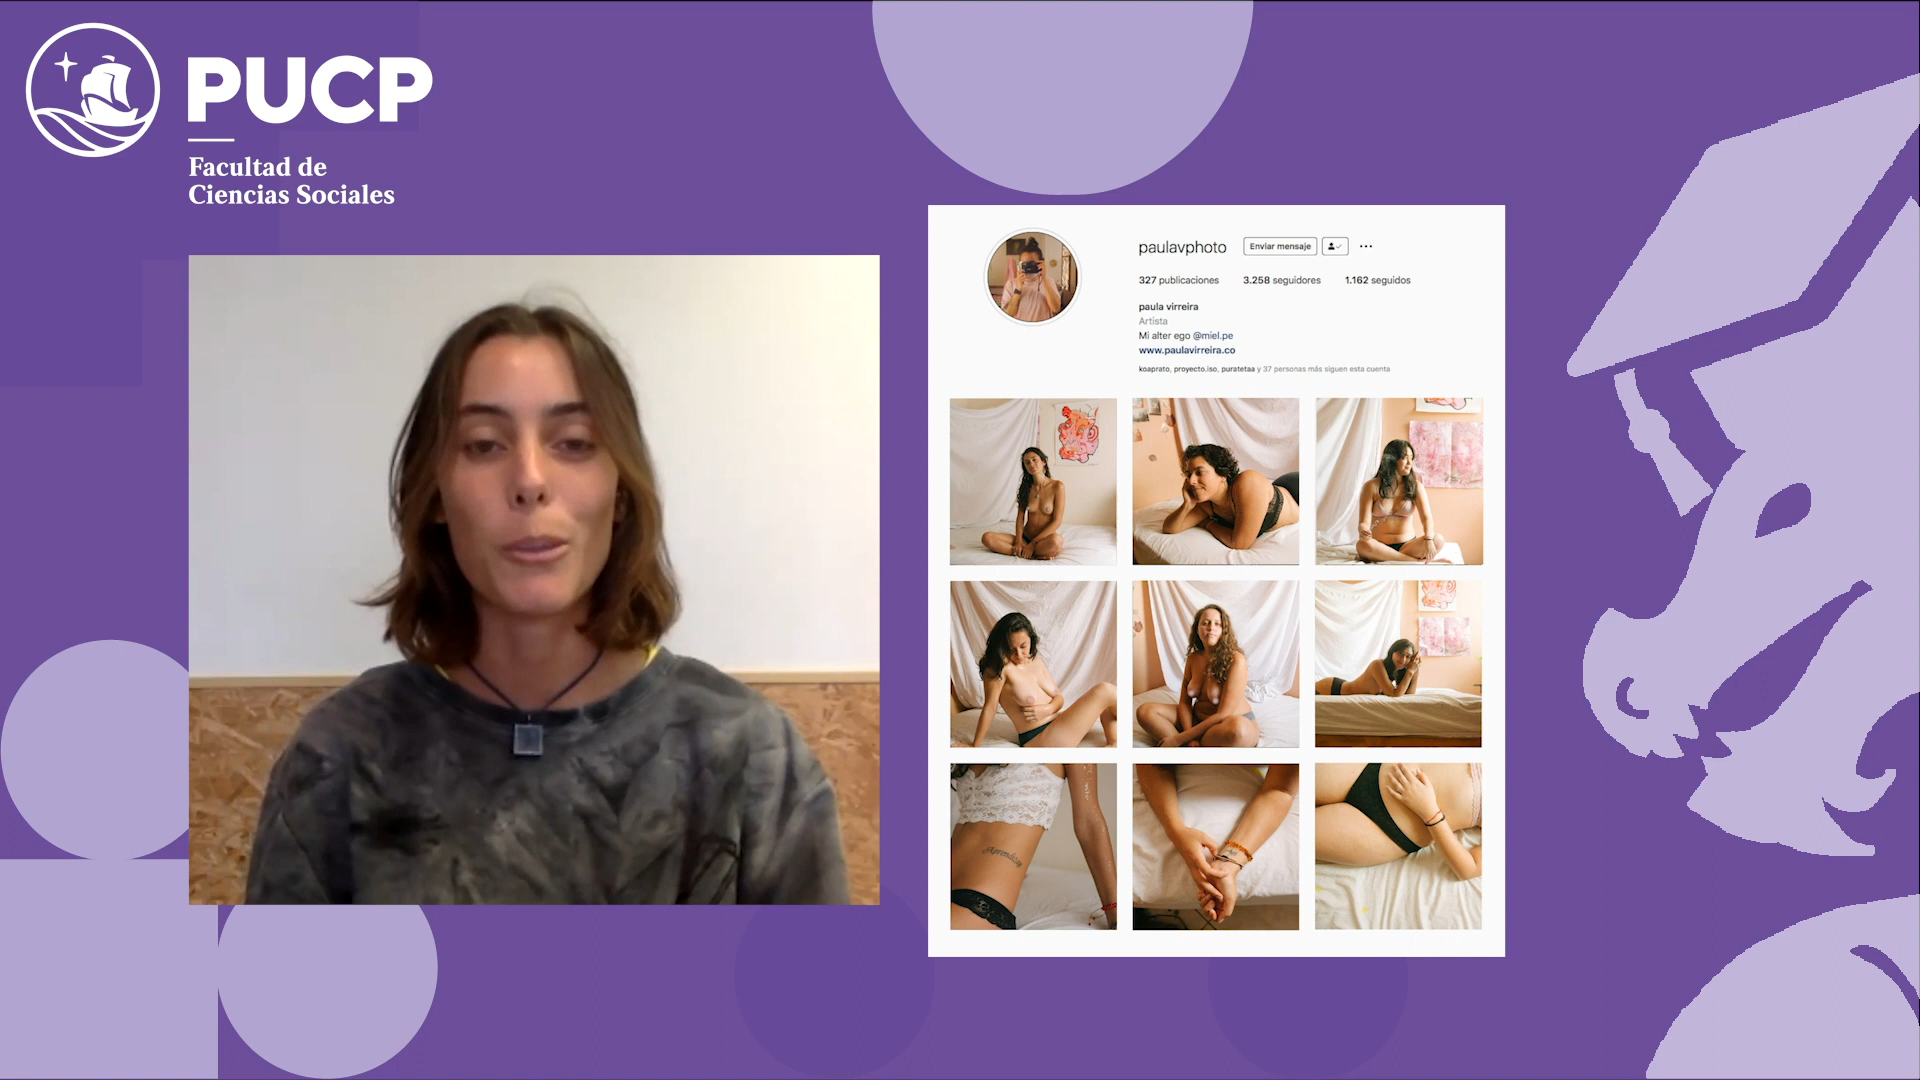 PUCP
Facultad de
Ciencias Sociales
paulavphoto Enviar mensaje
327 publicaciones 3.258 seguidores 1.162 seguidos
paula virreira
Artista
Mi alter ego @miel.pe
www.paulavirreira.co
koaprato, proyecto.iso, puratetaa y 37 personas más siguen esta cuenta